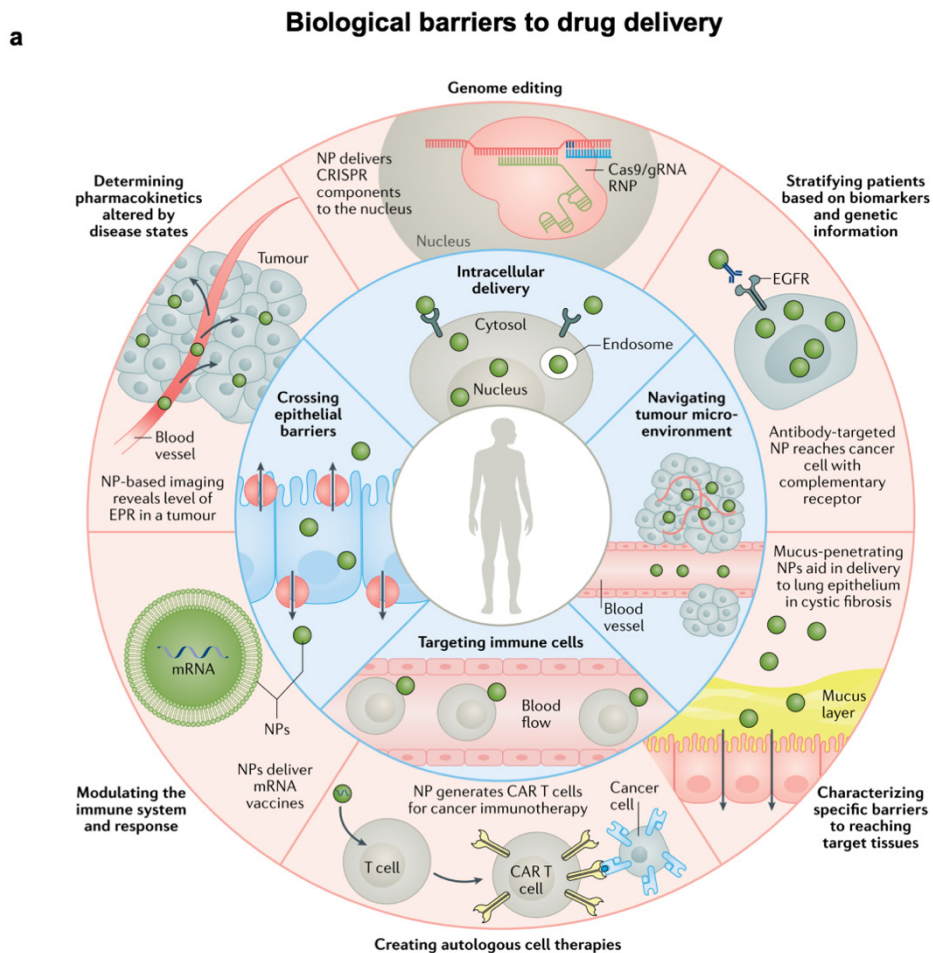 Biological barriers to drug delivery
a
Genome editing
NP delivers
CRISPR
components
to the nucleus
Cas9/gRNA
RNP
Nucleus
Determining
pharmacokinetics
altered by
disease states
Tumour
Blood
vessel
NP-based imaging
reveals level of
EPR in a tumour
Stratifying patients
based on biomarkers
and genetic
information
EGFR
Antibody-targeted
NP reaches cancer
cell with
complementary
receptor
Intracellular
delivery
Cytosol
Endosome
Nucleus
Crossing
epithelial
barriers
Navigating
tumour micro-
environment
Blood
vessel
Targeting immune cells
Blood
flow
Mucus-penetrating
NPs aid in delivery
to lung epithelium
in cystic fibrosis
Mucus
layer
Characterizing
specific barriers
to reaching
target tissues
mRNA
NPs
NPs deliver
mRNA
vaccines
Modulating the
immune system
and response
NP generates CAR T cells
for cancer immunotherapy
Cancer
cell
T cell
CAR T
cell
Creating autologous cell therapies